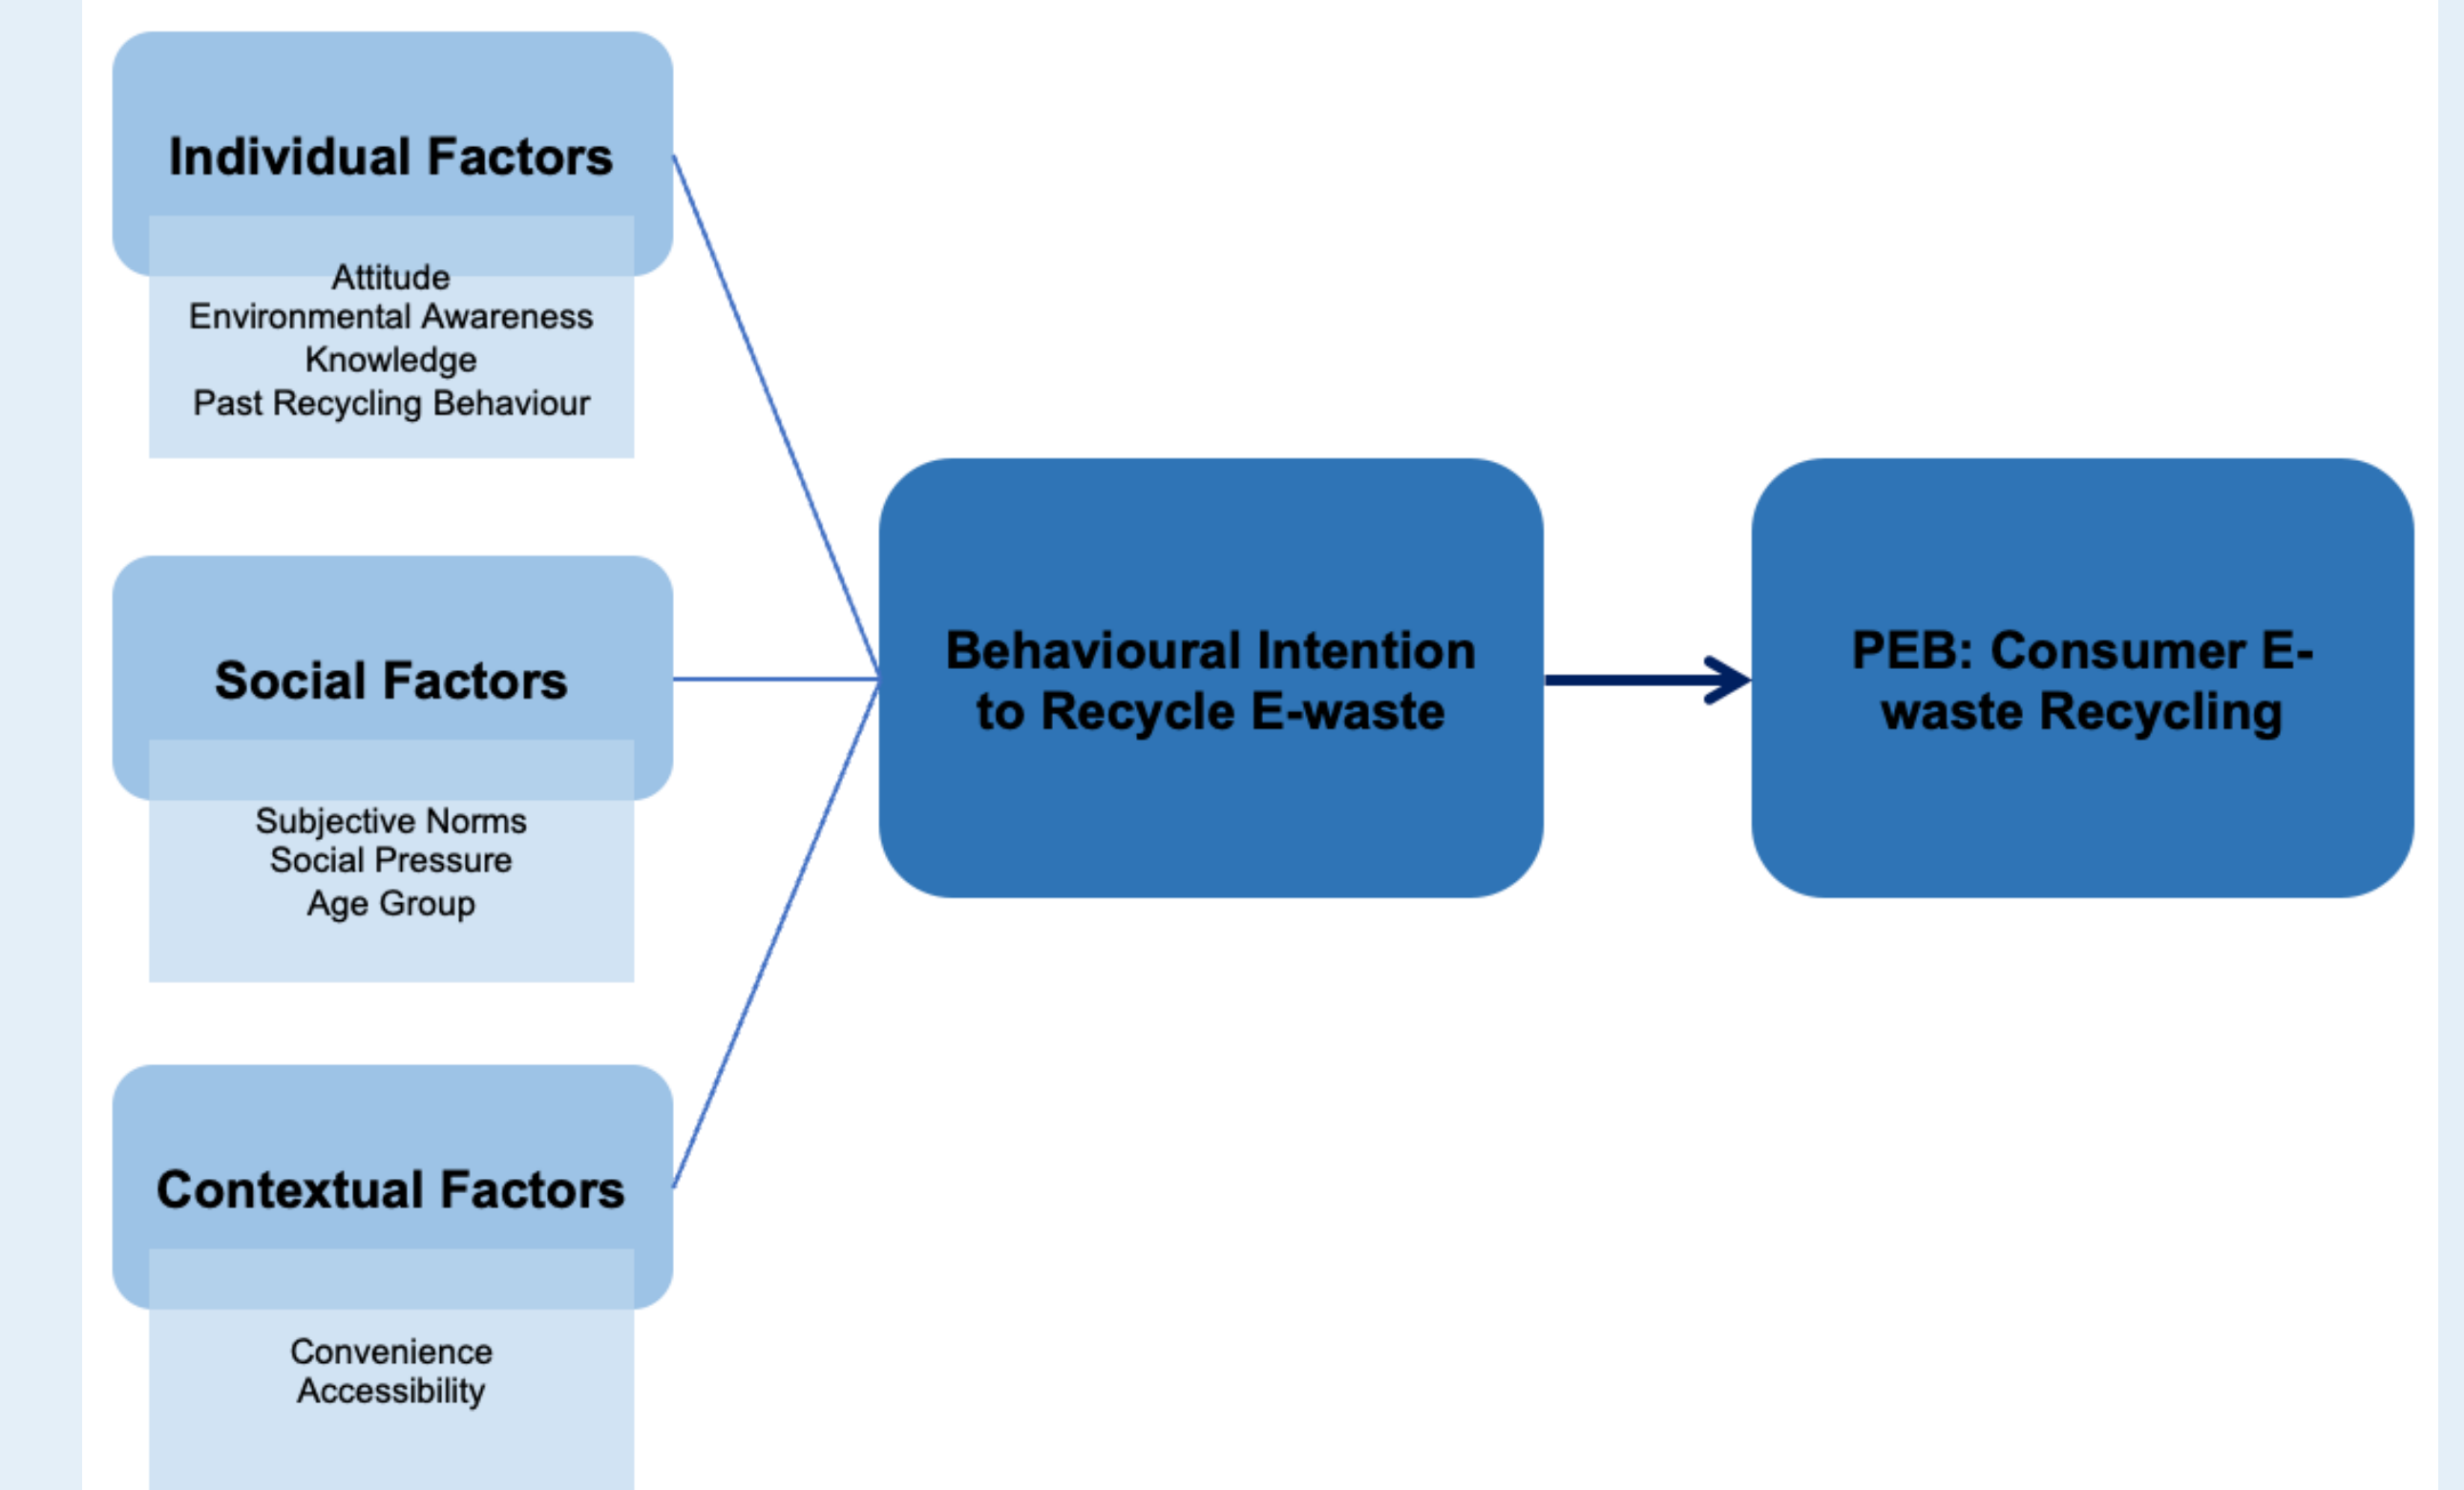 Individual Factors
Attitude
Environmental Awareness
Knowledge
Past Recycling Behaviour
Social Factors
Subjective Norms
Social Pressure
Age Group
Contextual Factors
Convenience
Accessibility
Behavioural Intention
to Recycle E-waste
PEB: Consumer E-
waste Recycling